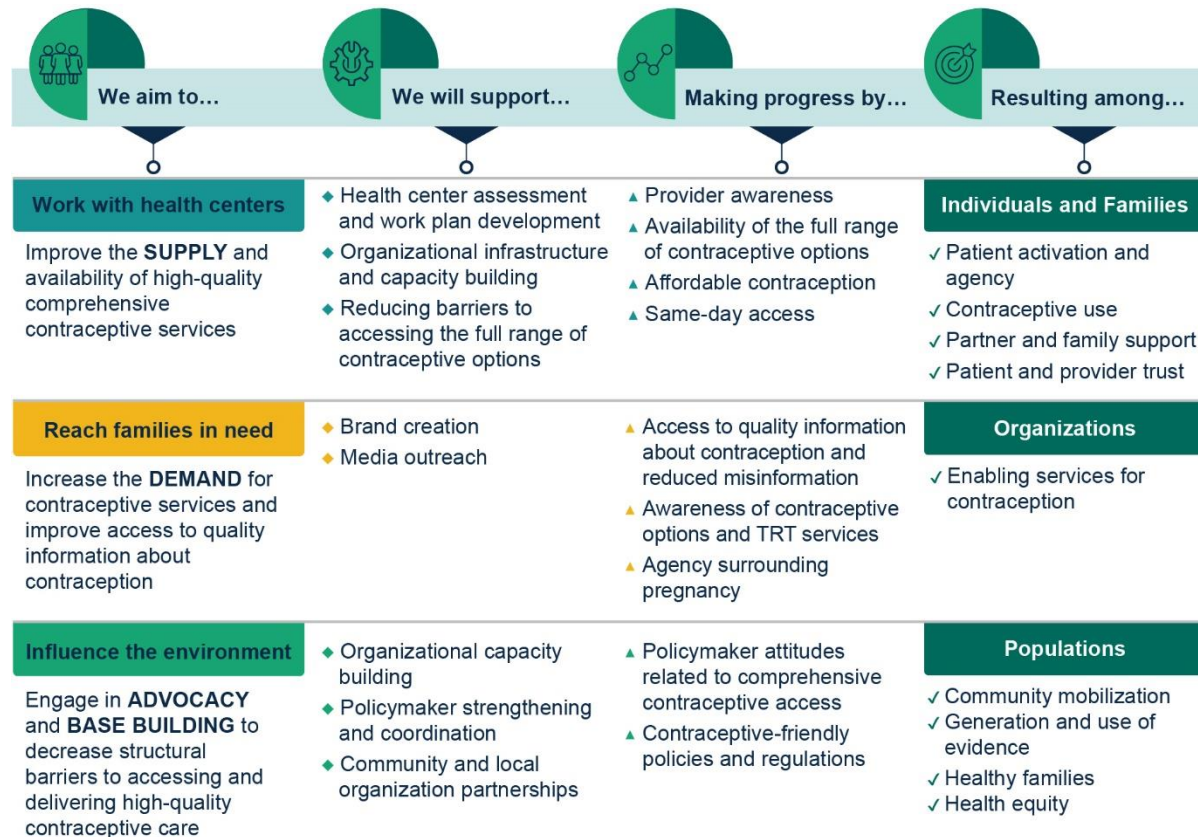 We aim to…
We will support…
Making progress by…
Resulting among…
Work with health centers
Improve the SUPPLY and
availability of high-quality
comprehensive
contraceptive services
Health center assessment
and work plan development
Organizational infrastructure
and capacity building
Reducing barriers to
accessing the full range of
contraceptive options
Provider awareness
Availability of the full range
of contraceptive options
Affordable contraception
Same-day access
Individuals and Families
Patient activation and
agency
Contraceptive use
Partner and family support
Patient and provider trust
Reach families in need
Increase the DEMAND for
contraceptive services and
improve access to quality
information about
contraception
Brand creation
Media outreach
Access to quality information
about contraception and
reduced misinformation
Awareness of contraceptive
options and TRT services
Agency surrounding
pregnancy
Organizations
Enabling services for
contraception
Influence the environment
Engage in ADVOCACY
and BASE BUILDING to
decrease structural
barriers to accessing and
delivering high-quality
contraceptive care
Organizational capacity
building
Policymaker strengthening
and coordination
Community and local
organization partnerships
Policymaker attitudes
related to comprehensive
contraceptive access
Contraceptive-friendly
policies and regulations
Populations
Community mobilization
Generation and use of
evidence
Healthy families
Health equity